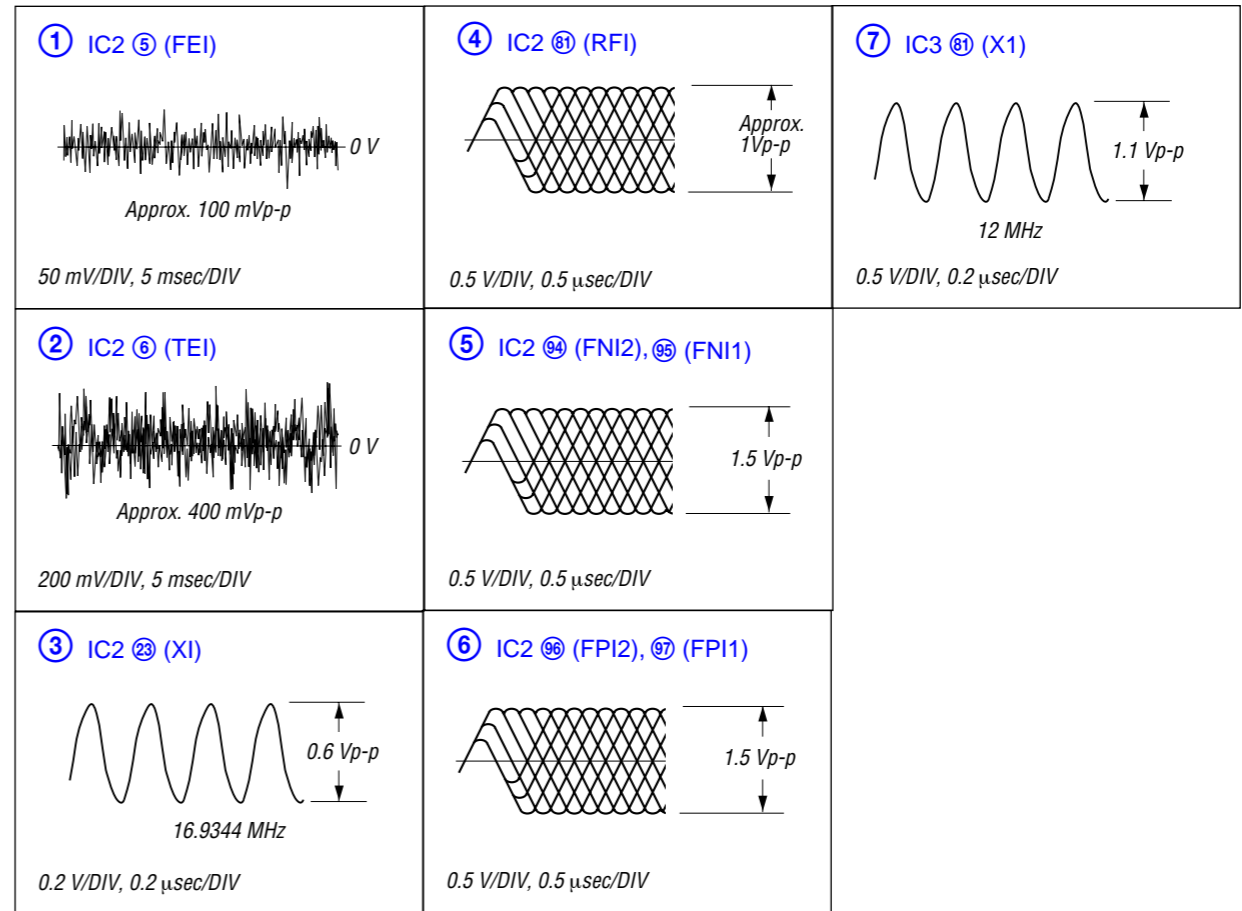 ① IC2 ⑤ (FEI)
0 V
Approx. 100 mVp-p
50 mV/DIV, 5 msec/DIV
② IC2 ⑥ (TEI)
0 V
Approx. 400 mVp-p
200 mV/DIV, 5 msec/DIV
③ IC2 ㉓ (XI)
0.6 Vp-p
16.9344 MHz
0.2 V/DIV, 0.2 μsec/DIV
④ IC2 81 (RFI)
Approx.
1Vp-p
0.5 V/DIV, 0.5 μsec/DIV
⑤ IC2 94 (FNI2), 95 (FNI1)
1.5 Vp-p
0.5 V/DIV, 0.5 μsec/DIV
⑥ IC2 96 (FPI2), 97 (FPI1)
1.5 Vp-p
0.5 V/DIV, 0.5 μsec/DIV
⑦ IC3 81 (X1)
1.1 Vp-p
12 MHz
0.5 V/DIV, 0.2 μsec/DIV